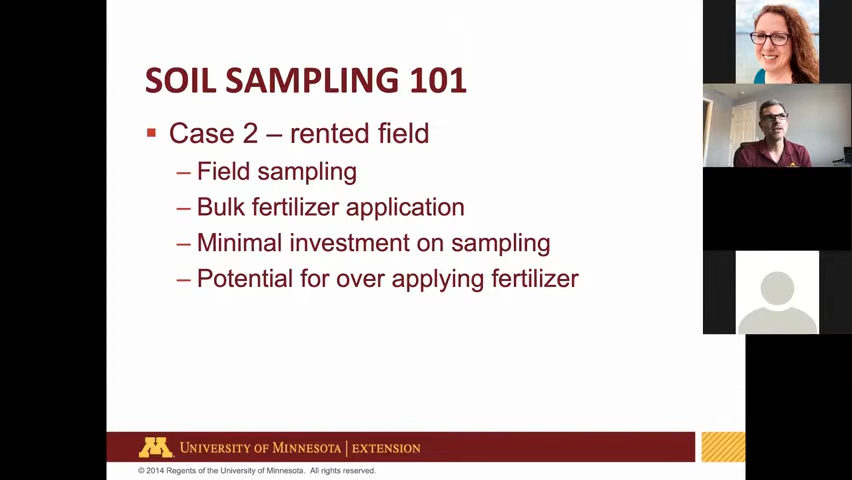 SOIL SAMPLING 101
▪ Case 2 – rented field
– Field sampling
– Bulk fertilizer application
– Minimal investment on sampling
– Potential for over applying fertilizer
M UNIVERSITY OF MINNESOTA | EXTENSION
© 2014 Regents of the University of Minnesota. All rights reserved.